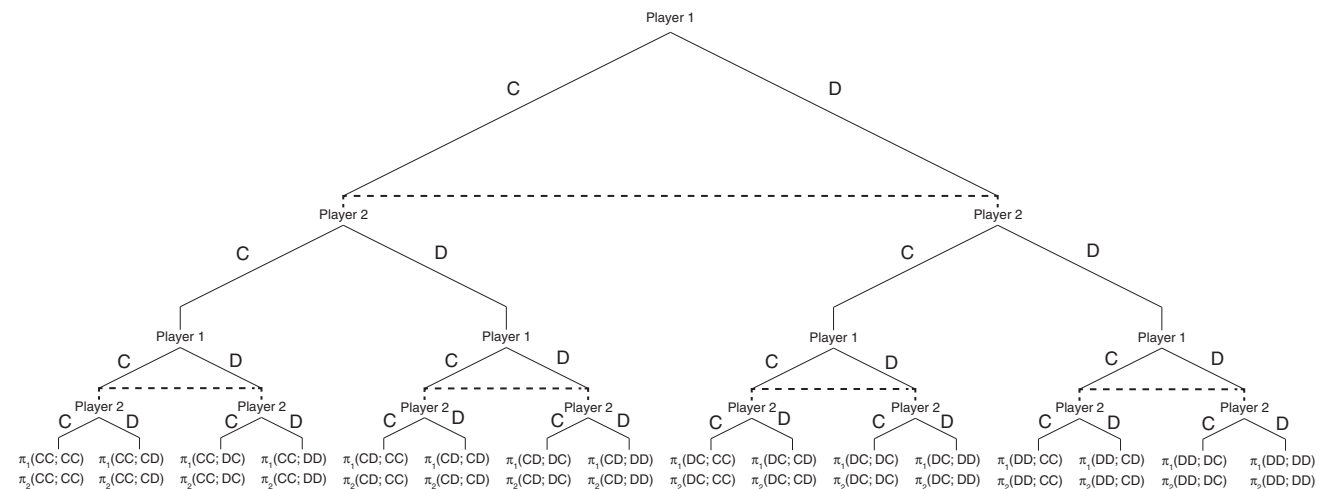 Player 1
C D
Player 2 Player 2
C D C D
Player 1 Player 1 Player 1 Player 1
C D C D C D C D
Player 2 Player 2 Player 2 Player 2 Player 2 Player 2 Player 2 Player 2
C D C D C D C D C D C D C D C D
π₁(CC; CC) π₁(CC; CD) π₁(CC; DC) π₁(CC; DD) π₁(CD; CC) π₁(CD; CD) π₁(CD; DC) π₁(CD; DD) π₁(DC; CC) π₁(DC; CD) π₁(DC; DC) π₁(DC; DD) π₁(DD; CC) π₁(DD; CD) π₁(DD; DC) π₁(DD; DD)
π₂(CC; CC) π₂(CC; CD) π₂(CC; DC) π₂(CC; DD) π₂(CD; CC) π₂(CD; CD) π₂(CD; DC) π₂(CD; DD) π₂(DC; CC) π₂(DC; CD) π₂(DC; DC) π₂(DC; DD) π₂(DD; CC) π₂(DD; CD) π₂(DD; DC) π₂(DD; DD)